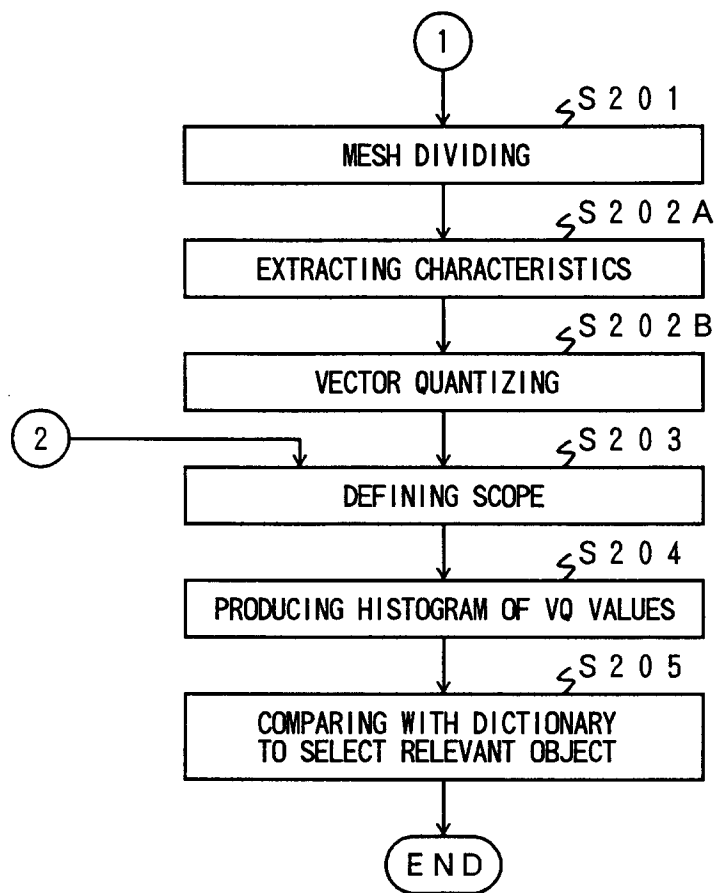 1
S201
MESH DIVIDING
S202A
EXTRACTING CHARACTERISTICS
S202B
VECTOR QUANTIZING
2
S203
DEFINING SCOPE
S204
PRODUCING HISTOGRAM OF VQ VALUES
S205
COMPARING WITH DICTIONARY
TO SELECT RELEVANT OBJECT
END